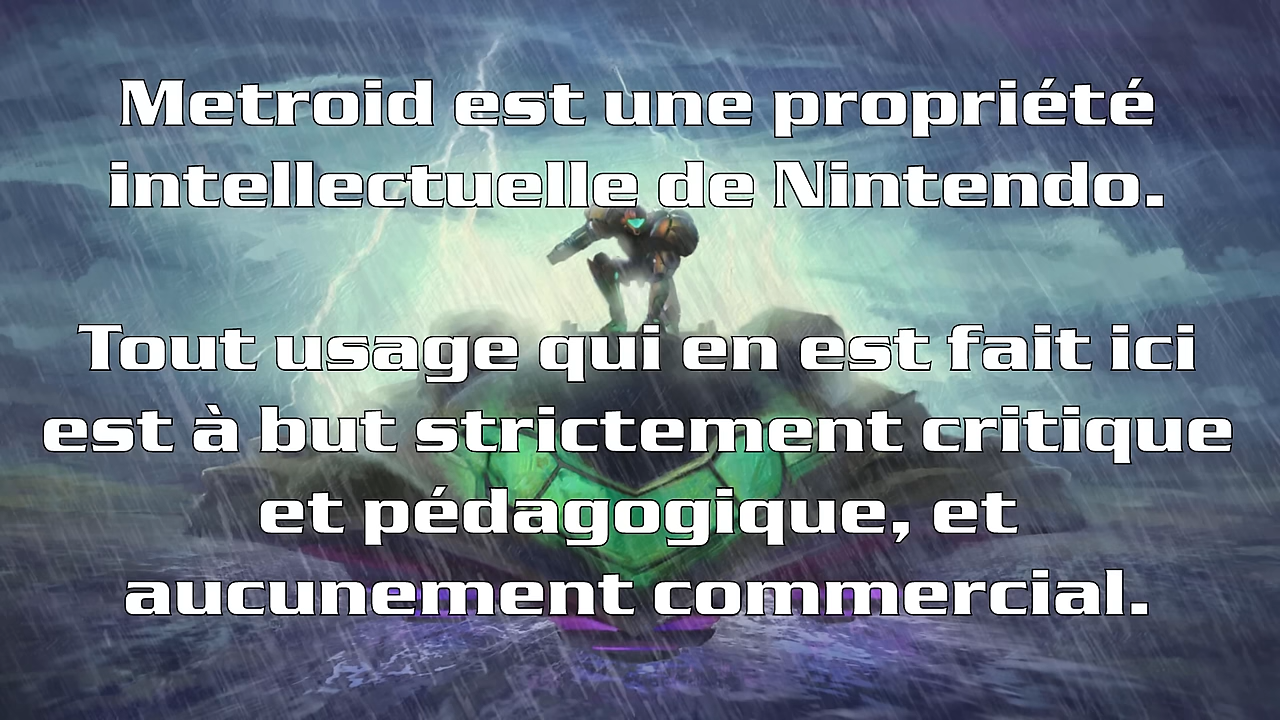 Metroid est une propriété
intellectuelle de Nintendo.
Tout usage qui en est fait ici
est à but strictement critique
et pédagogique, et
aucunement commercial.